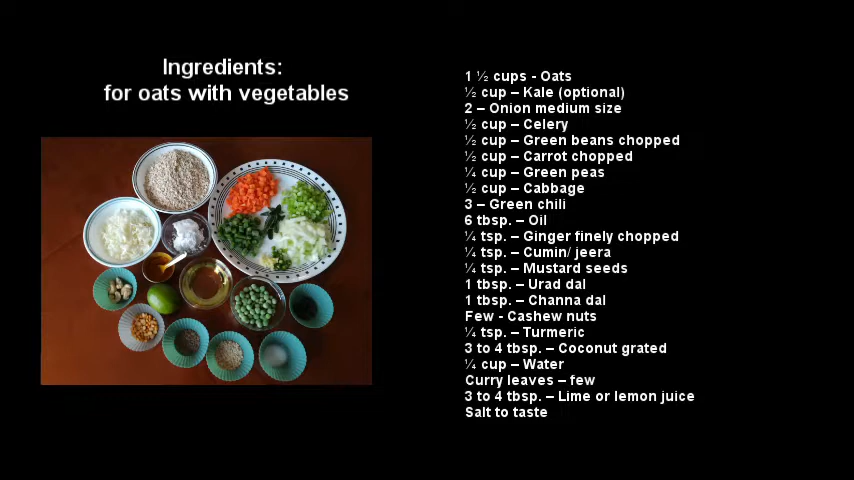 Ingredients:
for oats with vegetables
1 ½ cups - Oats
½ cup – Kale (optional)
2 – Onion medium size
½ cup – Celery
½ cup – Green beans chopped
½ cup – Carrot chopped
¼ cup – Green peas
½ cup – Cabbage
3 – Green chili
6 tbsp. – Oil
¼ tsp. – Ginger finely chopped
¼ tsp. – Cumin/ jeera
¼ tsp. – Mustard seeds
1 tbsp. – Urad dal
1 tbsp. – Channa dal
Few - Cashew nuts
¼ tsp. – Turmeric
3 to 4 tbsp. – Coconut grated
¼ cup – Water
Curry leaves – few
3 to 4 tbsp. – Lime or lemon juice
Salt to taste